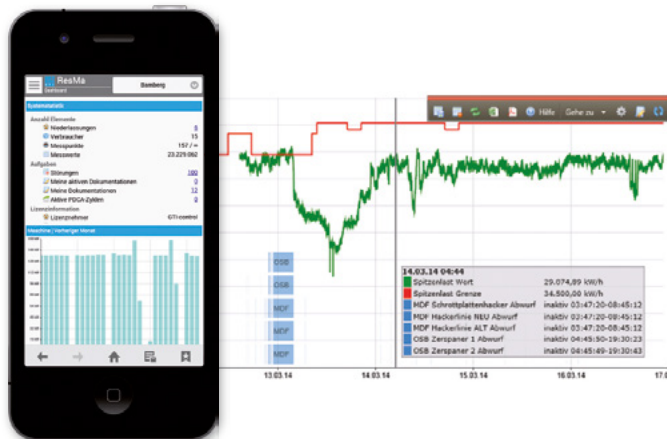 ResMa
Dashboard
Bamberg
Systemstatistik
Anzahl Elemente
Niederlassungen 6
Verbraucher 15
Messpunkte 157 / ∞
Messwerte 23.229.062
Aufgaben
Störungen 100
Meine aktiven Dokumentationen 0
Meine Dokumentationen 12
Aktive PDCA-Zyklen 0
Lizenzinformation
Lizenznehmer GTI-control
Maschine | Vorheriger Monat
Hilfe Gehe zu
OSB
OSB
MDF
MDF
MDF
14.03.14 04:44
Spitzenlast Wert 29.074,89 kW/h
Spitzenlast Grenze 34.500,00 kW/h
MDF Schrottplattenhacker Abwurf inaktiv 03:47:20-08:45:12
MDF Hackerlinie NEU Abwurf inaktiv 03:47:20-08:45:12
MDF Hackerlinie ALT Abwurf inaktiv 03:47:20-08:45:12
OSB Zerspaner 1 Abwurf inaktiv 04:45:50-19:30:23
OSB Zerspaner 2 Abwurf inaktiv 04:45:49-19:30:43
13.03.14 14.03.14 15.03.14 16.03.14 17.0